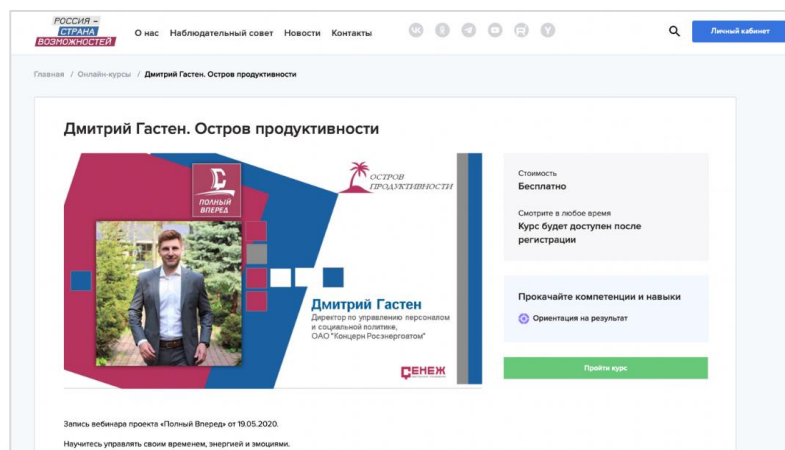 РОССИЯ –
СТРАНА
ВОЗМОЖНОСТЕЙ
О нас Наблюдательный совет Новости Контакты
Личный кабинет
Главная / Онлайн-курсы / Дмитрий Гастен. Остров продуктивности
Дмитрий Гастен. Остров продуктивности
ПОЛНЫЙ
ВПЕРЕД
ОСТРОВ
ПРОДУКТИВНОСТИ
Дмитрий Гастен
Директор по управлению персоналом
и социальной политике,
ОАО "Концерн Росэнергоатом"
СЕНЕЖ
Стоимость
Бесплатно
Смотрите в любое время
Курс будет доступен после
регистрации
Прокачайте компетенции и навыки
Ориентация на результат
Пройти курс
Запись вебинара проекта «Полный Вперед» от 19.05.2020.
Научитесь управлять своим временем, энергией и эмоциями.